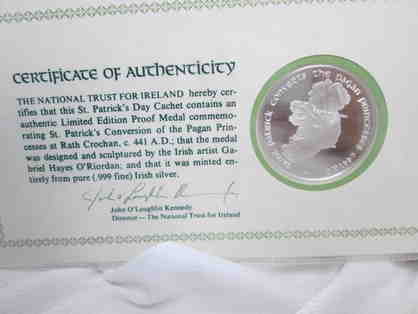 CERTIFICATE OF AUTHENTICITY
THE NATIONAL TRUST FOR IRELAND hereby cer-
tifies that this St. Patrick's Day Cachet contains an
authentic Limited Edition Proof Medal commemo-
rating St. Patrick's Conversion of the Pagan Prin-
cesses at Rath Crochan, c. 441 A.D.; that the medal
was designed and sculptured by the Irish artist Ga-
briel Hayes O'Riordan; and that it was minted en-
tirely from pure (.999 fine) Irish silver.
John O'Loughlin Kennedy
John O'Loughlin Kennedy,
Director — The National Trust for Ireland
patrick converts the pagan princesses